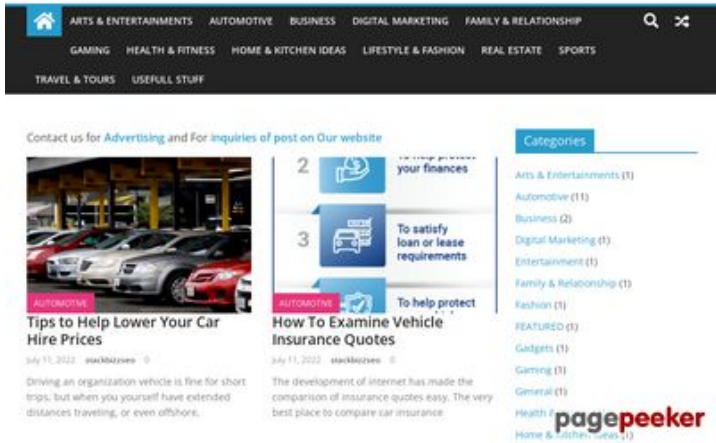 ARTS & ENTERTAINMENTS AUTOMOTIVE BUSINESS DIGITAL MARKETING FAMILY & RELATIONSHIP
GAMING HEALTH & FITNESS HOME & KITCHEN IDEAS LIFESTYLE & FASHION REAL ESTATE SPORTS
TRAVEL & TOURS USEFULL STUFF
Contact us for Advertising and For inquiries of post on Our website
AUTOMOTIVE
Tips to Help Lower Your Car
Hire Prices
July 11, 2022 stackbizzseo 0
Driving an organization vehicle is fine for short
trips, but when you yourself have extended
distances traveling, or even offshore,
2 To help protect
your finances
3 To satisfy
loan or lease
requirements
To help protect
AUTOMOTIVE
How To Examine Vehicle
Insurance Quotes
July 11, 2022 stackbizzseo 0
The development of internet has made the
comparison of insurance quotes easy. The very
best place to compare car insurance
Categories
Arts & Entertainments (1)
Automotive (11)
Business (2)
Digital Marketing (1)
Entertainment (1)
Family & Relationship (1)
Fashion (1)
FEATURED (1)
Gadgets (1)
Gaming (1)
General (1)
Health
Home & Kitchen Ideas (1)
pagepeeker